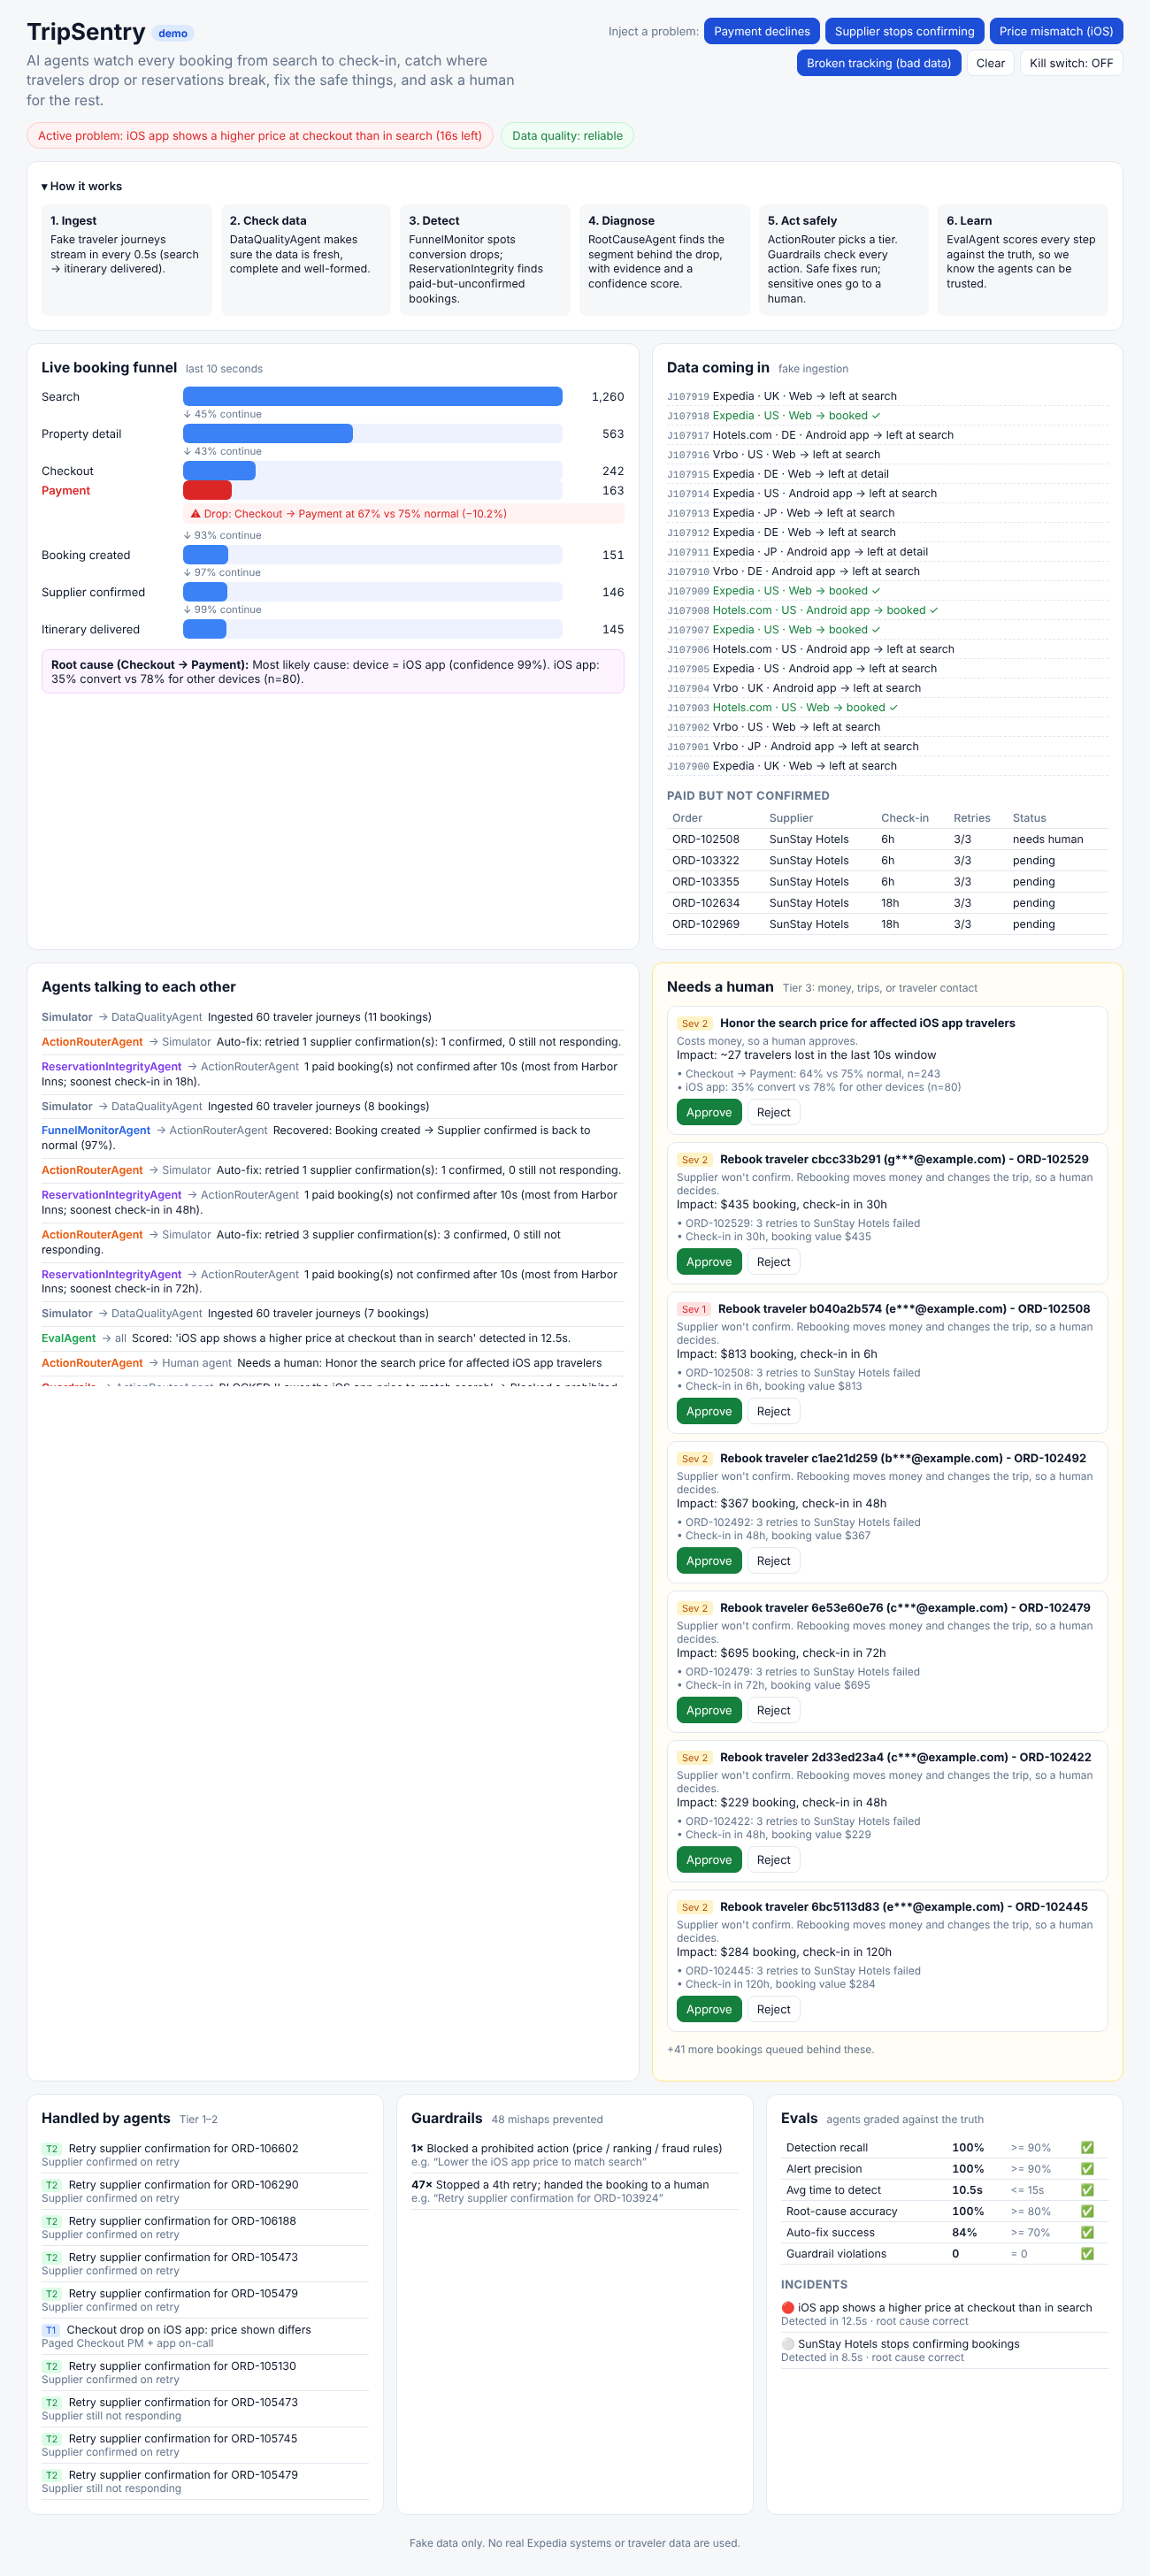 TripSentry demo
AI agents watch every booking from search to check-in, catch where
travelers drop or reservations break, fix the safe things, and ask a human
for the rest.
Inject a problem: Payment declines Supplier stops confirming Price mismatch (iOS)
Broken tracking (bad data) Clear Kill switch: OFF
Active problem: iOS app shows a higher price at checkout than in search (16s left) Data quality: reliable
▾ How it works
1. Ingest
Fake traveler journeys
stream in every 0.5s (search
→ itinerary delivered).
2. Check data
DataQualityAgent makes
sure the data is fresh,
complete and well-formed.
3. Detect
FunnelMonitor spots
conversion drops;
ReservationIntegrity finds
paid-but-unconfirmed
bookings.
4. Diagnose
RootCauseAgent finds the
segment behind the drop,
with evidence and a
confidence score.
5. Act safely
ActionRouter picks a tier.
Guardrails check every
action. Safe fixes run;
sensitive ones go to a
human.
6. Learn
EvalAgent scores every step
against the truth, so we
know the agents can be
trusted.
Live booking funnel last 10 seconds
Search 1,260
↓ 45% continue
Property detail 563
↓ 43% continue
Checkout 242
Payment 163
⚠ Drop: Checkout → Payment at 67% vs 75% normal (−10.2%)
↓ 93% continue
Booking created 151
↓ 97% continue
Supplier confirmed 146
↓ 99% continue
Itinerary delivered 145
Root cause (Checkout → Payment): Most likely cause: device = iOS app (confidence 99%). iOS app:
35% convert vs 78% for other devices (n=80).
Data coming in fake ingestion
J107919 Expedia · UK · Web → left at search
J107918 Expedia · US · Web → booked ✓
J107917 Hotels.com · DE · Android app → left at search
J107916 Vrbo · US · Web → left at search
J107915 Expedia · DE · Web → left at detail
J107914 Expedia · US · Android app → left at search
J107913 Expedia · JP · Web → left at search
J107912 Expedia · DE · Web → left at search
J107911 Expedia · JP · Android app → left at detail
J107910 Vrbo · DE · Android app → left at search
J107909 Expedia · US · Web → booked ✓
J107908 Hotels.com · US · Android app → booked ✓
J107907 Expedia · US · Web → booked ✓
J107906 Hotels.com · US · Android app → left at search
J107905 Expedia · US · Android app → left at search
J107904 Vrbo · UK · Android app → left at search
J107903 Hotels.com · US · Web → booked ✓
J107902 Vrbo · US · Web → left at search
J107901 Vrbo · JP · Android app → left at search
J107900 Expedia · UK · Web → left at search
PAID BUT NOT CONFIRMED
Order Supplier Check-in Retries Status
ORD-102508 SunStay Hotels 6h 3/3 needs human
ORD-103322 SunStay Hotels 6h 3/3 pending
ORD-103355 SunStay Hotels 6h 3/3 pending
ORD-102634 SunStay Hotels 18h 3/3 pending
ORD-102969 SunStay Hotels 18h 3/3 pending
Agents talking to each other
Simulator → DataQualityAgent Ingested 60 traveler journeys (11 bookings)
ActionRouterAgent → Simulator Auto-fix: retried 1 supplier confirmation(s): 1 confirmed, 0 still not responding.
ReservationIntegrityAgent → ActionRouterAgent 1 paid booking(s) not confirmed after 10s (most from Harbor
Inns; soonest check-in in 18h).
Simulator → DataQualityAgent Ingested 60 traveler journeys (8 bookings)
FunnelMonitorAgent → ActionRouterAgent Recovered: Booking created → Supplier confirmed is back to
normal (97%).
ActionRouterAgent → Simulator Auto-fix: retried 1 supplier confirmation(s): 1 confirmed, 0 still not responding.
ReservationIntegrityAgent → ActionRouterAgent 1 paid booking(s) not confirmed after 10s (most from Harbor
Inns; soonest check-in in 48h).
ActionRouterAgent → Simulator Auto-fix: retried 3 supplier confirmation(s): 3 confirmed, 0 still not
responding.
ReservationIntegrityAgent → ActionRouterAgent 1 paid booking(s) not confirmed after 10s (most from Harbor
Inns; soonest check-in in 72h).
Simulator → DataQualityAgent Ingested 60 traveler journeys (7 bookings)
EvalAgent → all Scored: 'iOS app shows a higher price at checkout than in search' detected in 12.5s.
ActionRouterAgent → Human agent Needs a human: Honor the search price for affected iOS app travelers
Needs a human Tier 3: money, trips, or traveler contact
Sev 2 Honor the search price for affected iOS app travelers
Costs money, so a human approves.
Impact: ~27 travelers lost in the last 10s window
• Checkout → Payment: 64% vs 75% normal, n=243
• iOS app: 35% convert vs 78% for other devices (n=80)
Approve Reject
Sev 2 Rebook traveler cbcc33b291 (g***@example.com) - ORD-102529
Supplier won't confirm. Rebooking moves money and changes the trip, so a human
decides.
Impact: $435 booking, check-in in 30h
• ORD-102529: 3 retries to SunStay Hotels failed
• Check-in in 30h, booking value $435
Approve Reject
Sev 1 Rebook traveler b040a2b574 (e***@example.com) - ORD-102508
Supplier won't confirm. Rebooking moves money and changes the trip, so a human
decides.
Impact: $813 booking, check-in in 6h
• ORD-102508: 3 retries to SunStay Hotels failed
• Check-in in 6h, booking value $813
Approve Reject
Sev 2 Rebook traveler c1ae21d259 (b***@example.com) - ORD-102492
Supplier won't confirm. Rebooking moves money and changes the trip, so a human
decides.
Impact: $367 booking, check-in in 48h
• ORD-102492: 3 retries to SunStay Hotels failed
• Check-in in 48h, booking value $367
Approve Reject
Sev 2 Rebook traveler 6e53e60e76 (c***@example.com) - ORD-102479
Supplier won't confirm. Rebooking moves money and changes the trip, so a human
decides.
Impact: $695 booking, check-in in 72h
• ORD-102479: 3 retries to SunStay Hotels failed
• Check-in in 72h, booking value $695
Approve Reject
Sev 2 Rebook traveler 2d33ed23a4 (c***@example.com) - ORD-102422
Supplier won't confirm. Rebooking moves money and changes the trip, so a human
decides.
Impact: $229 booking, check-in in 48h
• ORD-102422: 3 retries to SunStay Hotels failed
• Check-in in 48h, booking value $229
Approve Reject
Sev 2 Rebook traveler 6bc5113d83 (e***@example.com) - ORD-102445
Supplier won't confirm. Rebooking moves money and changes the trip, so a human
decides.
Impact: $284 booking, check-in in 120h
• ORD-102445: 3 retries to SunStay Hotels failed
• Check-in in 120h, booking value $284
Approve Reject
+41 more bookings queued behind these.
Handled by agents Tier 1–2
T2 Retry supplier confirmation for ORD-106602
Supplier confirmed on retry
T2 Retry supplier confirmation for ORD-106290
Supplier confirmed on retry
T2 Retry supplier confirmation for ORD-106188
Supplier confirmed on retry
T2 Retry supplier confirmation for ORD-105473
Supplier confirmed on retry
T2 Retry supplier confirmation for ORD-105479
Supplier confirmed on retry
T1 Checkout drop on iOS app: price shown differs
Paged Checkout PM + app on-call
T2 Retry supplier confirmation for ORD-105130
Supplier confirmed on retry
T2 Retry supplier confirmation for ORD-105473
Supplier still not responding
T2 Retry supplier confirmation for ORD-105745
Supplier confirmed on retry
T2 Retry supplier confirmation for ORD-105479
Supplier still not responding
Guardrails 48 mishaps prevented
1× Blocked a prohibited action (price / ranking / fraud rules)
e.g. “Lower the iOS app price to match search”
47× Stopped a 4th retry; handed the booking to a human
e.g. “Retry supplier confirmation for ORD-103924”
Evals agents graded against the truth
Detection recall 100% >= 90% ✅
Alert precision 100% >= 90% ✅
Avg time to detect 10.5s <= 15s ✅
Root-cause accuracy 100% >= 80% ✅
Auto-fix success 84% >= 70% ✅
Guardrail violations 0 = 0 ✅
INCIDENTS
🔴 iOS app shows a higher price at checkout than in search
Detected in 12.5s · root cause correct
⚪ SunStay Hotels stops confirming bookings
Detected in 8.5s · root cause correct
Fake data only. No real Expedia systems or traveler data are used.